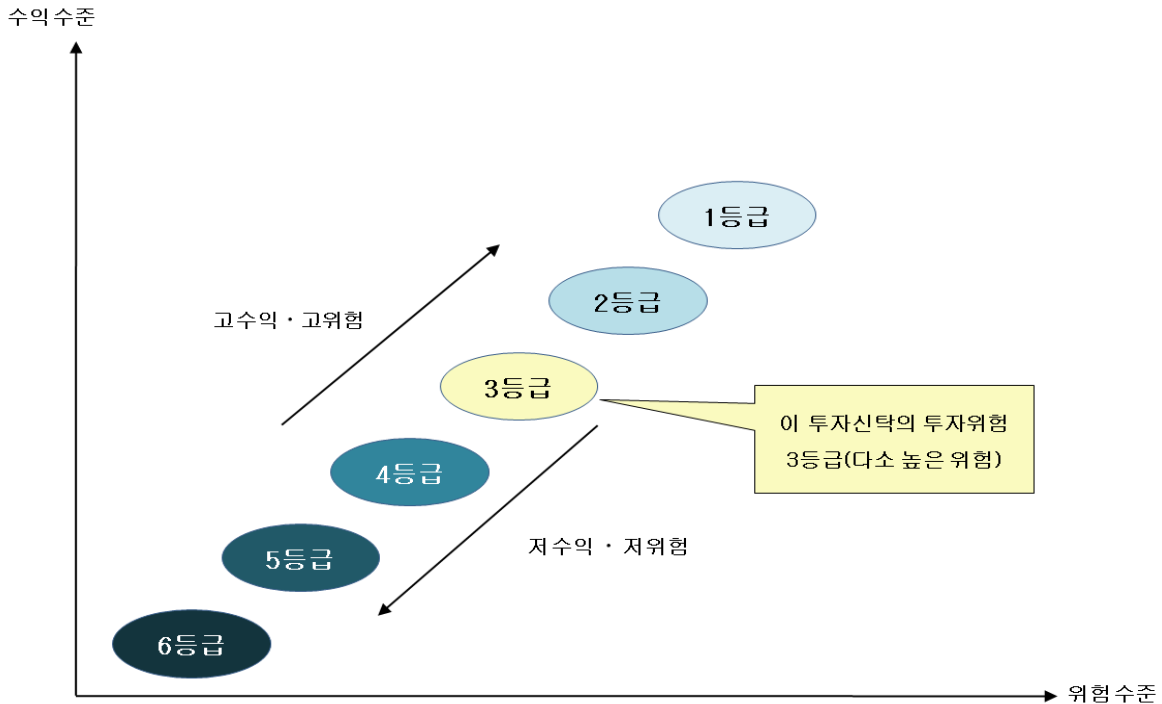 수익수준
1등급
2등급
고수익 · 고위험
3등급
이 투자신탁의 투자위험
3등급(다소 높은 위험)
4등급
저수익 · 저위험
5등급
6등급
위험수준